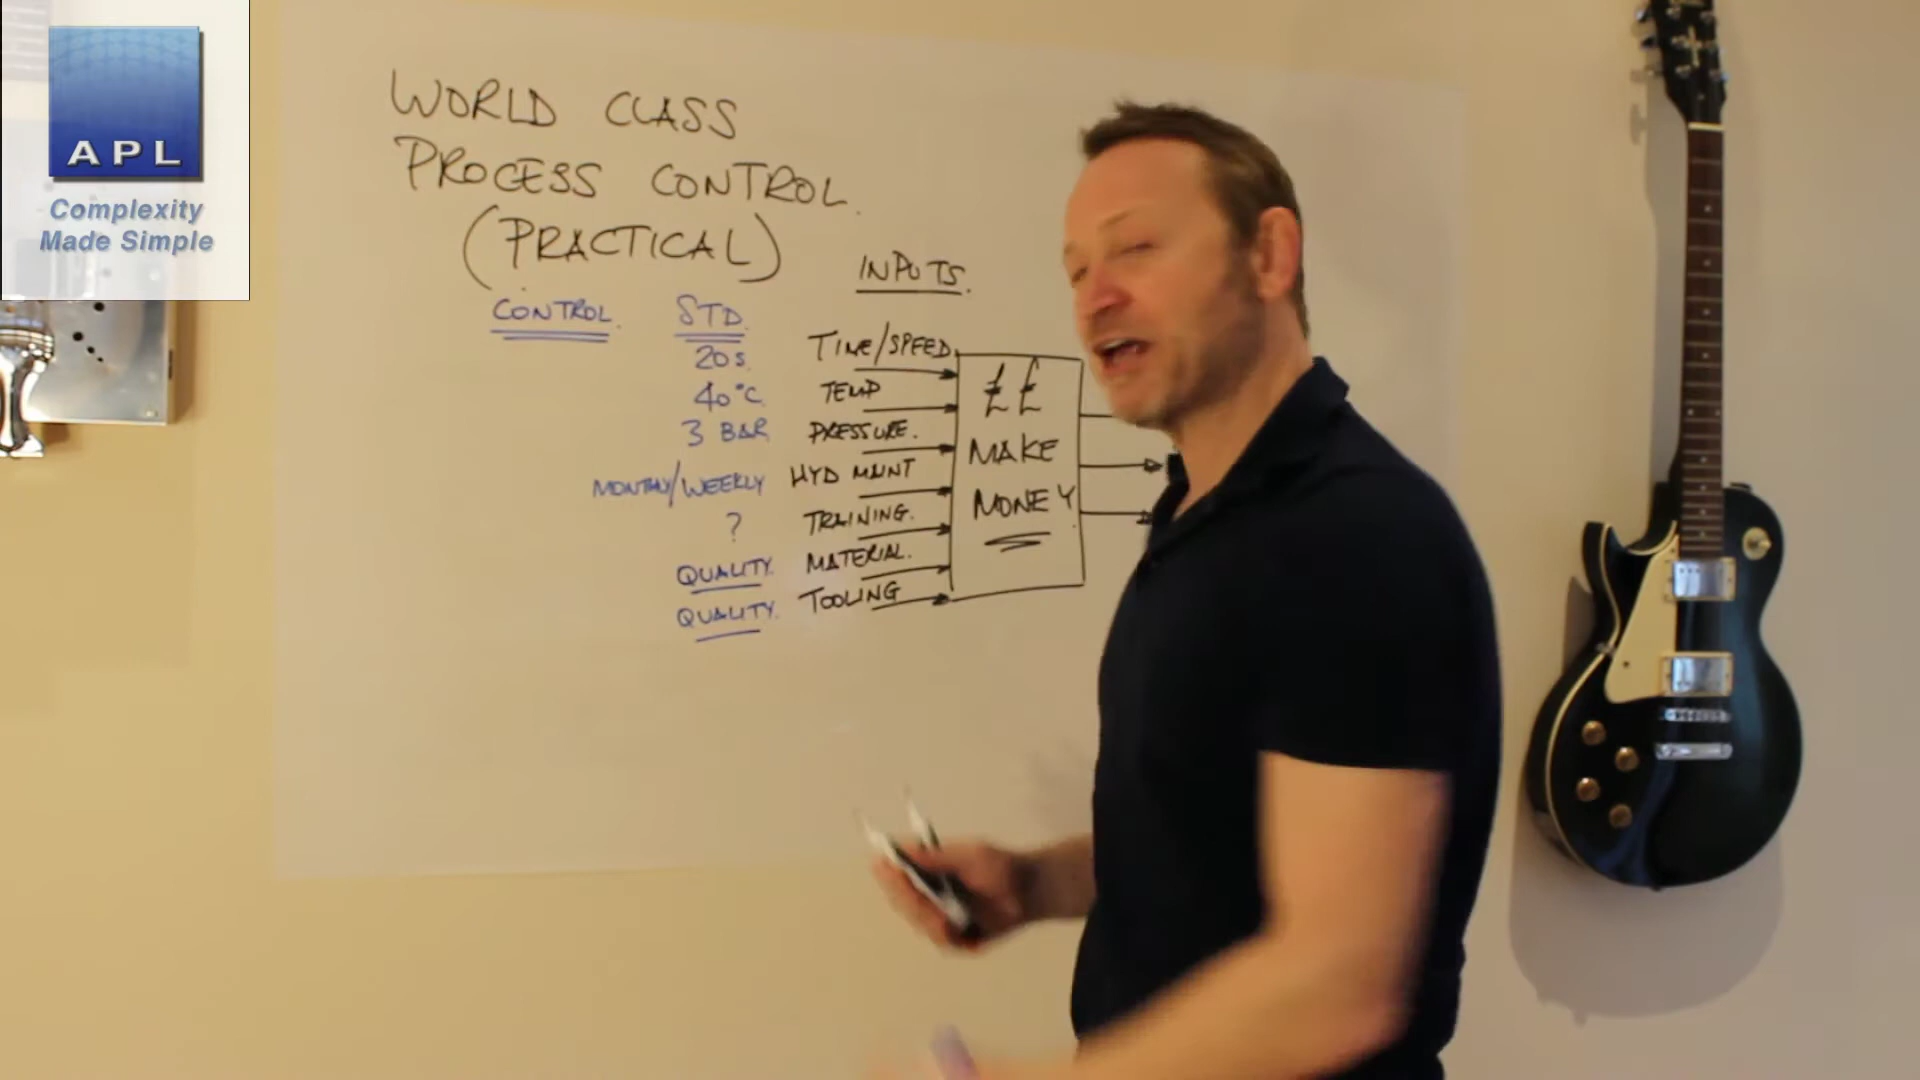 APL
Complexity
Made Simple
WORLD CLASS
PROCESS CONTROL.
(PRACTICAL)
INPUTS.
CONTROL. STD.
20s. TIME/SPEED.
40°C. TEMP
3 BAR PRESSURE.
MONTHLY/WEEKLY HYD MAINT
? TRAINING.
QUALITY. MATERIAL.
QUALITY. TOOLING
££
MAKE
MONEY